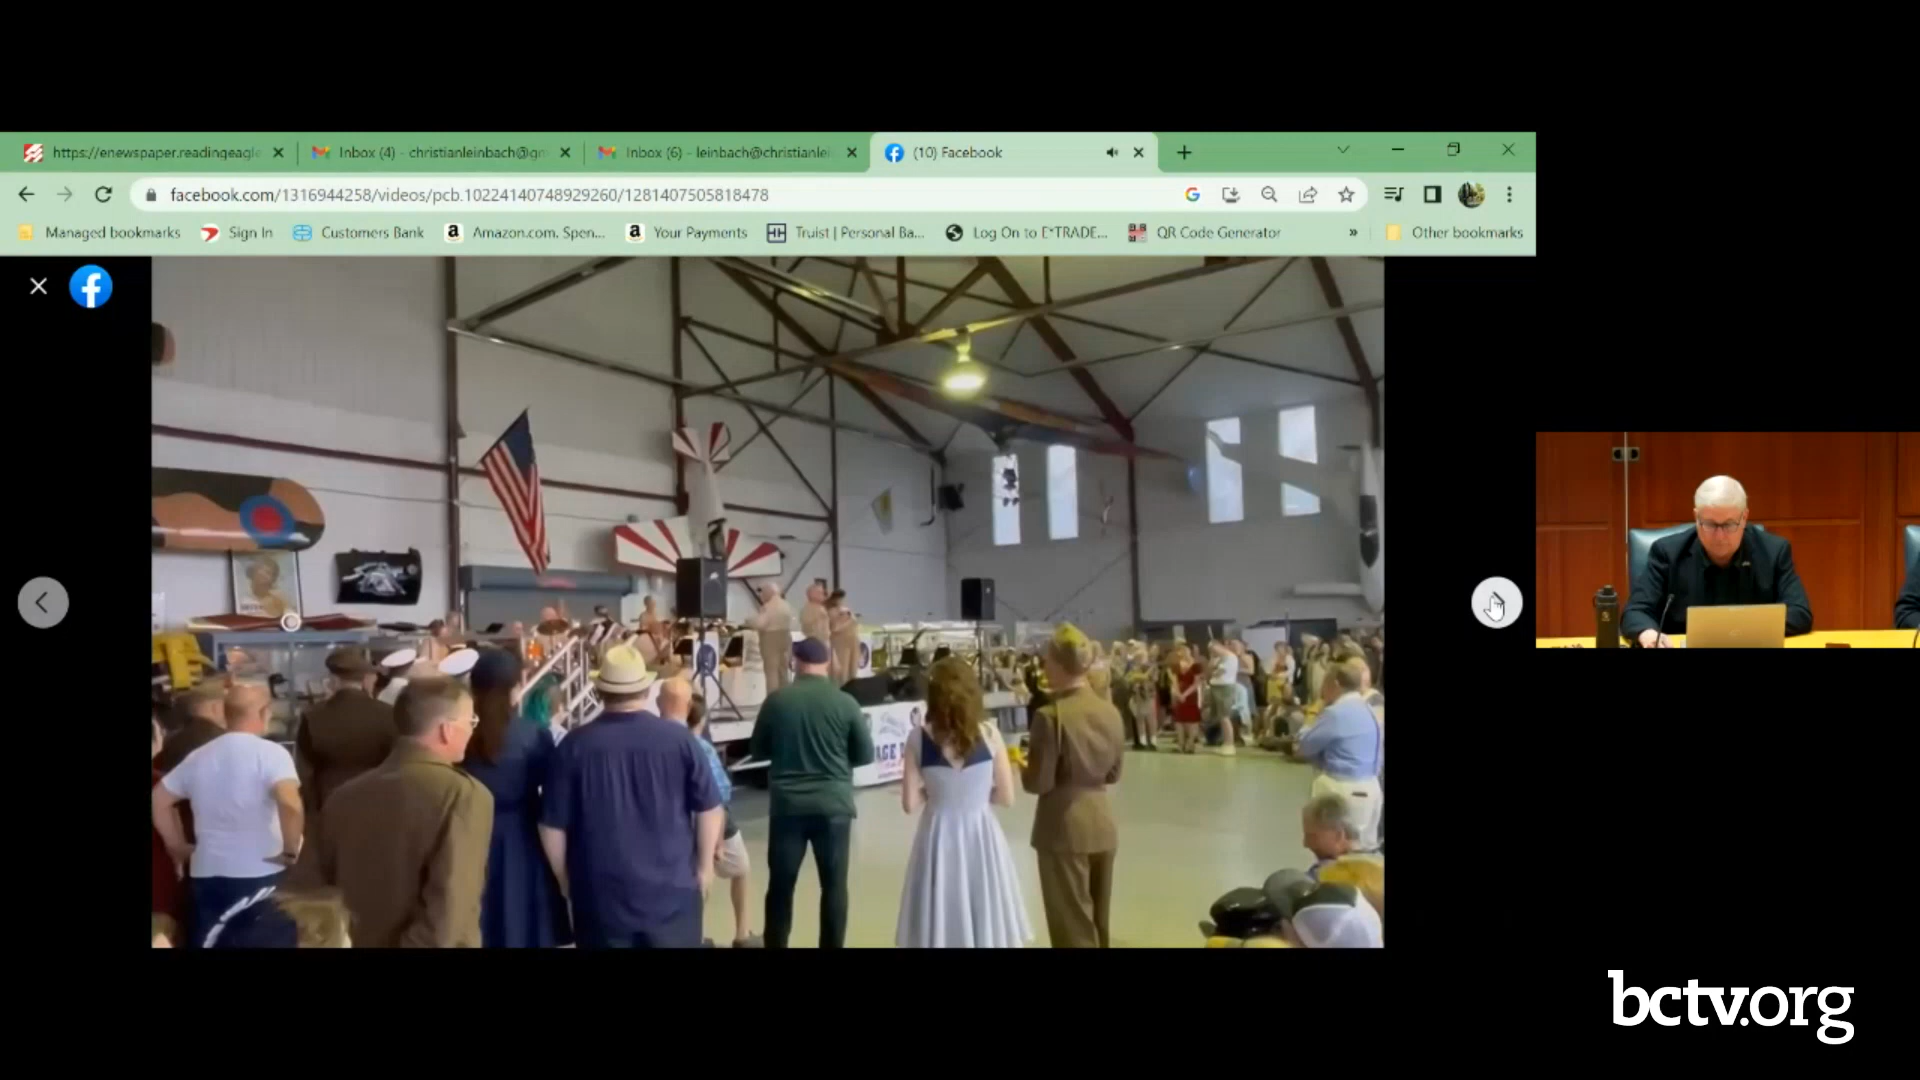 https://enewspaper.readingeagle
Inbox (4) - christianleinbach@gm
Inbox (6) - leinbach@christianlei
(10) Facebook
facebook.com/1316944258/videos/pcb.10224140748929260/1281407505818478
Managed bookmarks
Sign In
Customers Bank
Amazon.com. Spen...
Your Payments
Truist | Personal Ba...
Log On to E*TRADE...
QR Code Generator
»
Other bookmarks
bctv.org